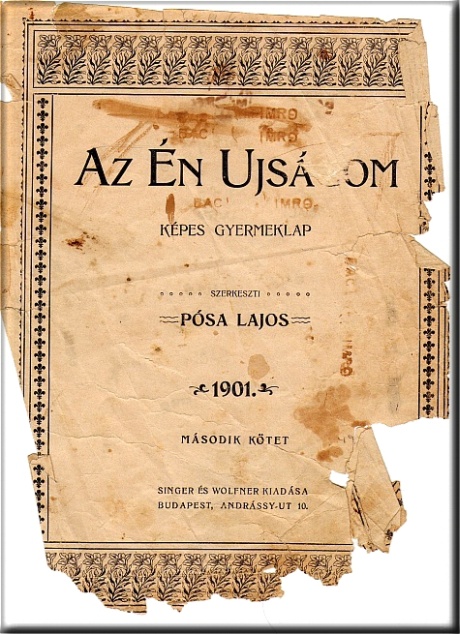 AZ ÉN UJSÁ OM
KÉPES GYERMEKLAP
SZERKESZTI
PÓSA LAJOS
1901.
MÁSODIK KÖTET
SINGER ÉS WOLFNER KIADÁSA
BUDAPEST, ANDRÁSSY-UT 10.